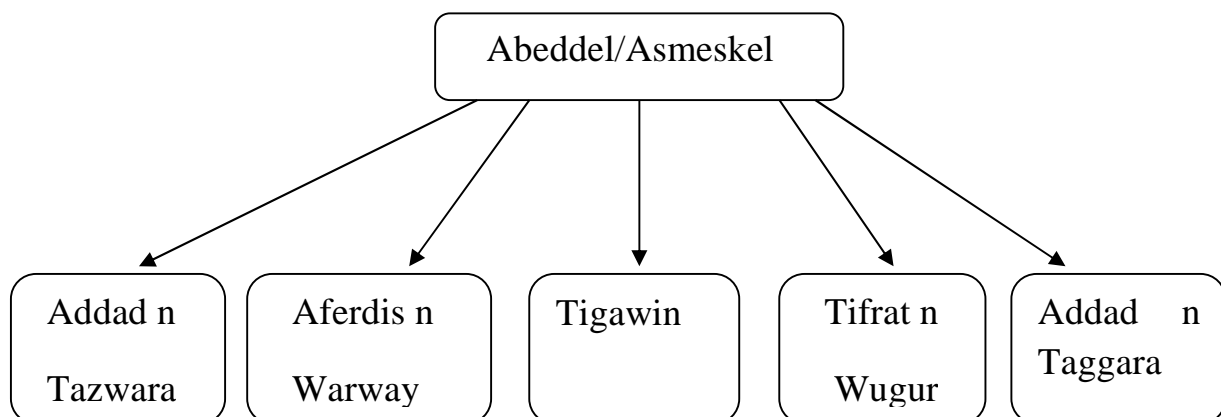 Abeddel/Asmeskel
Addad n
Tazwara
Aferdis n
Warway
Tigawin
Tifrat n
Wugur
Addad n
Taggara